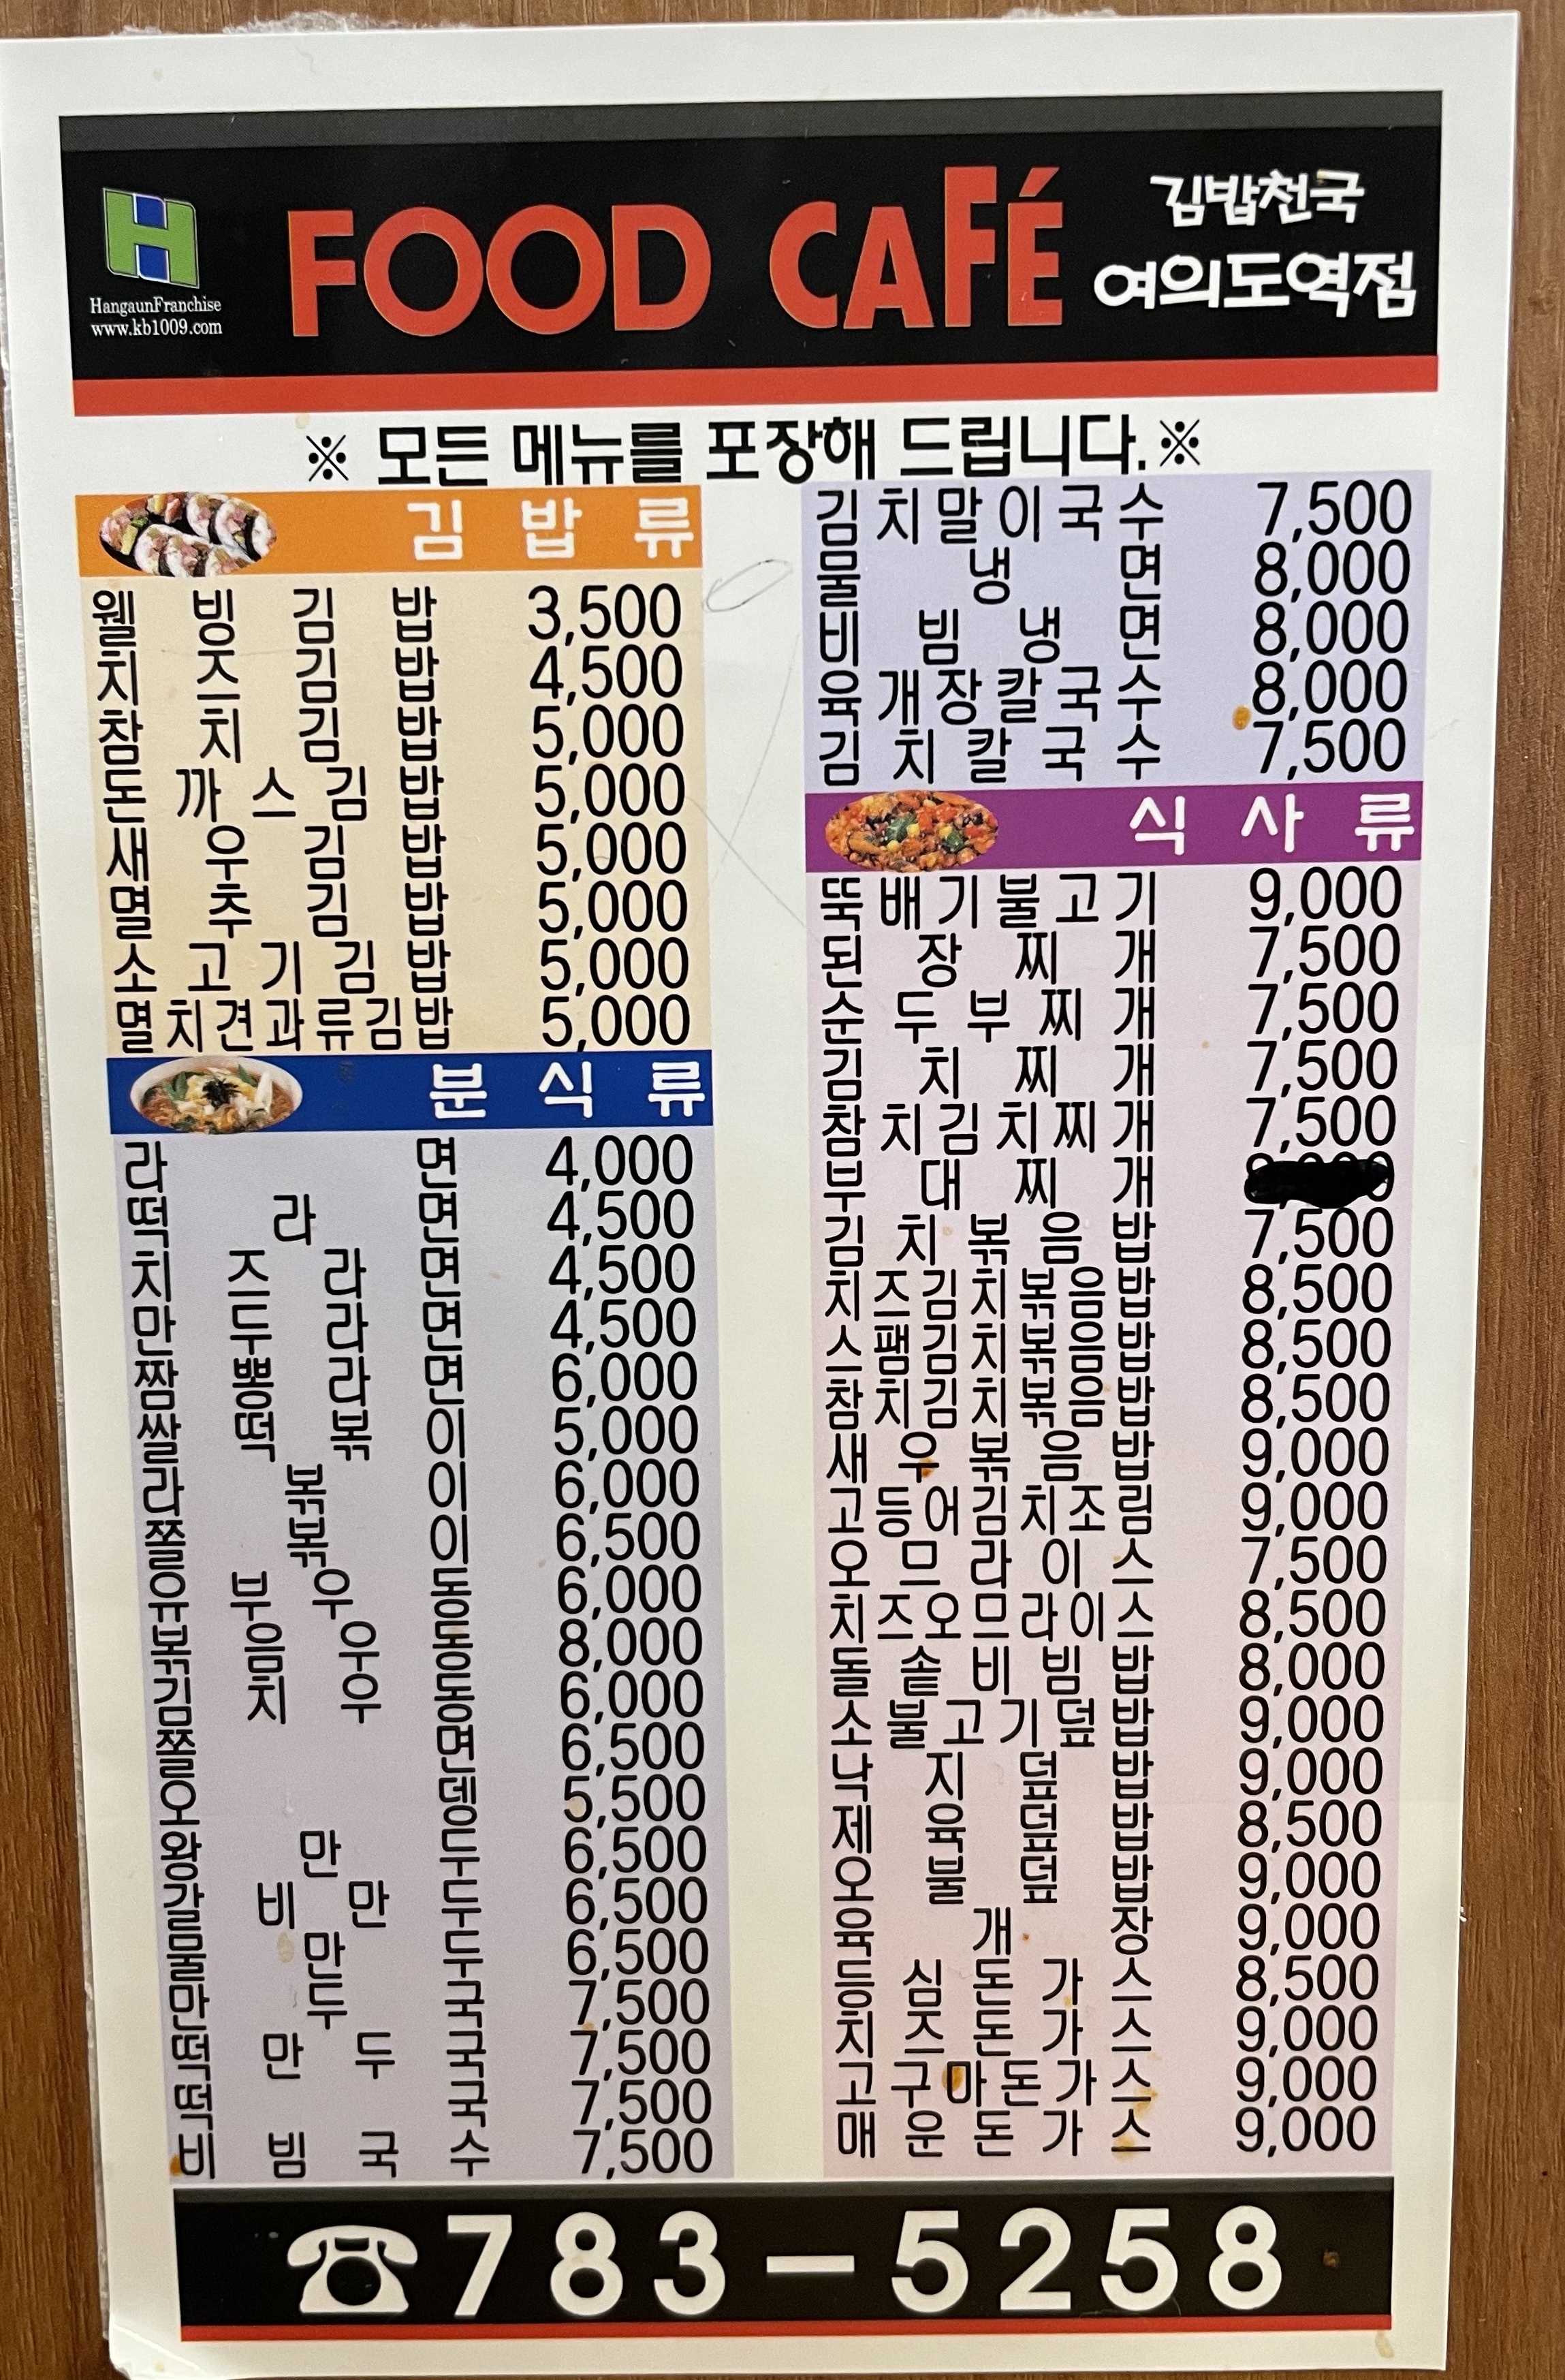 HangaunFranchise
www.kb1009.com
FOOD CAFÉ
김밥천국
여의도역점
※ 모든 메뉴를 포장해 드립니다.※
김밥류
웰빙김밥 3,500
치즈김밥 4,500
참치김밥 5,000
돈까스김밥 5,000
새우김밥 5,000
멸추김밥 5,000
소고기김밥 5,000
멸치견과류김밥 5,000
분식류
라면 4,000
떡라면 4,500
치즈라면 4,500
만두라면 4,500
짬뽕라면 6,000
쌀떡볶이 5,000
라볶이 6,000
쫄볶이 6,500
유부우동 6,000
볶음우동 8,000
김치우동 6,000
쫄면 6,500
오뎅 5,500
왕만두 6,500
갈비만두 6,500
물만두 6,500
만두국 7,500
떡만두국 7,500
떡국 7,500
비빔국수 7,500
김치말이국수 7,500
물냉면 8,000
비빔냉면 8,000
육개장칼국수 8,000
김치칼국수 7,500
식사류
뚝배기불고기 9,000
된장찌개 7,500
순두부찌개 7,500
김치찌개 7,500
참치김치찌개 7,500
부대찌개
김치볶음밥 7,500
치즈김치볶음밥 8,500
스팸김치볶음밥 8,500
참치김치볶음밥 8,500
새우볶음밥 9,000
고등어김치조림 9,000
오므라이스 7,500
치즈오므라이스 8,500
돌솥비빔밥 8,000
소불고기덮밥 9,000
낙지덮밥 9,000
제육덮밥 8,500
오불덮밥 9,000
육개장 9,000
등심돈가스 8,500
치즈돈가스 9,000
고구마돈가스 9,000
매운돈가스 9,000
☎783-5258